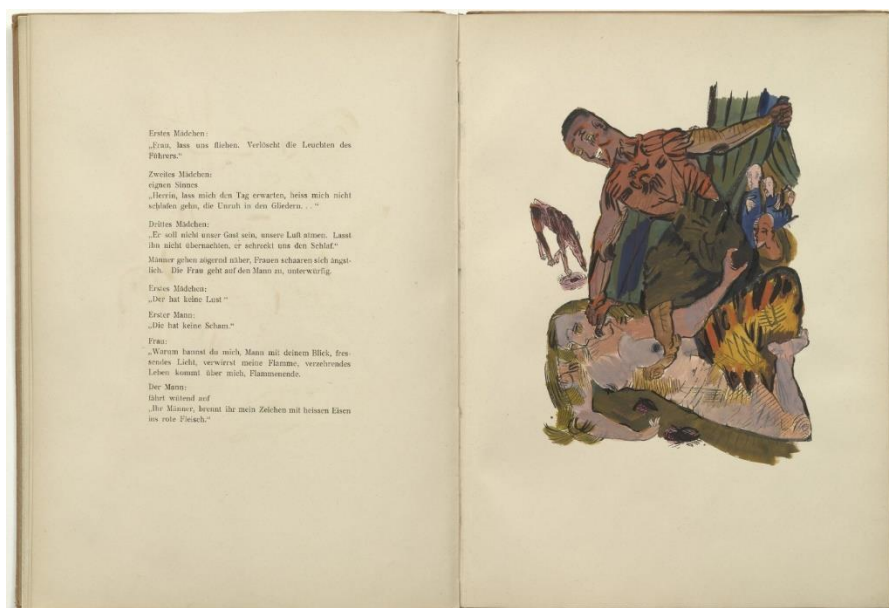 Erstes Mädchen:
„Frau, lass uns fliehen. Verlöscht die Leuchten des
Führers.“
Zweites Mädchen:
eignen Sinnes
„Herrin, lass mich den Tag erwarten, heiss mich nicht
schlafen gehn, die Unruh in den Gliedern. . . “
Drittes Mädchen:
„Er soll nicht unser Gast sein, unsere Luft atmen. Lasst
ihn nicht übernachten, er schreckt uns den Schlaf.“
Männer gehen zögernd näher, Frauen schaaren sich ängst-
lich. Die Frau geht auf den Mann zu, unterwürfig.
Erstes Mädchen:
„Der hat keine Lust“
Erster Mann:
„Die hat keine Scham.“
Frau:
„Warum bannst du mich, Mann mit deinem Blick, fres-
sendes Licht, verwirrst meine Flamme, verzehrendes
Leben kommt über mich, Flammenende.
Der Mann:
fährt wütend auf
„Ihr Männer, brennt ihr mein Zeichen mit heissen Eisen
ins rote Fleisch.“